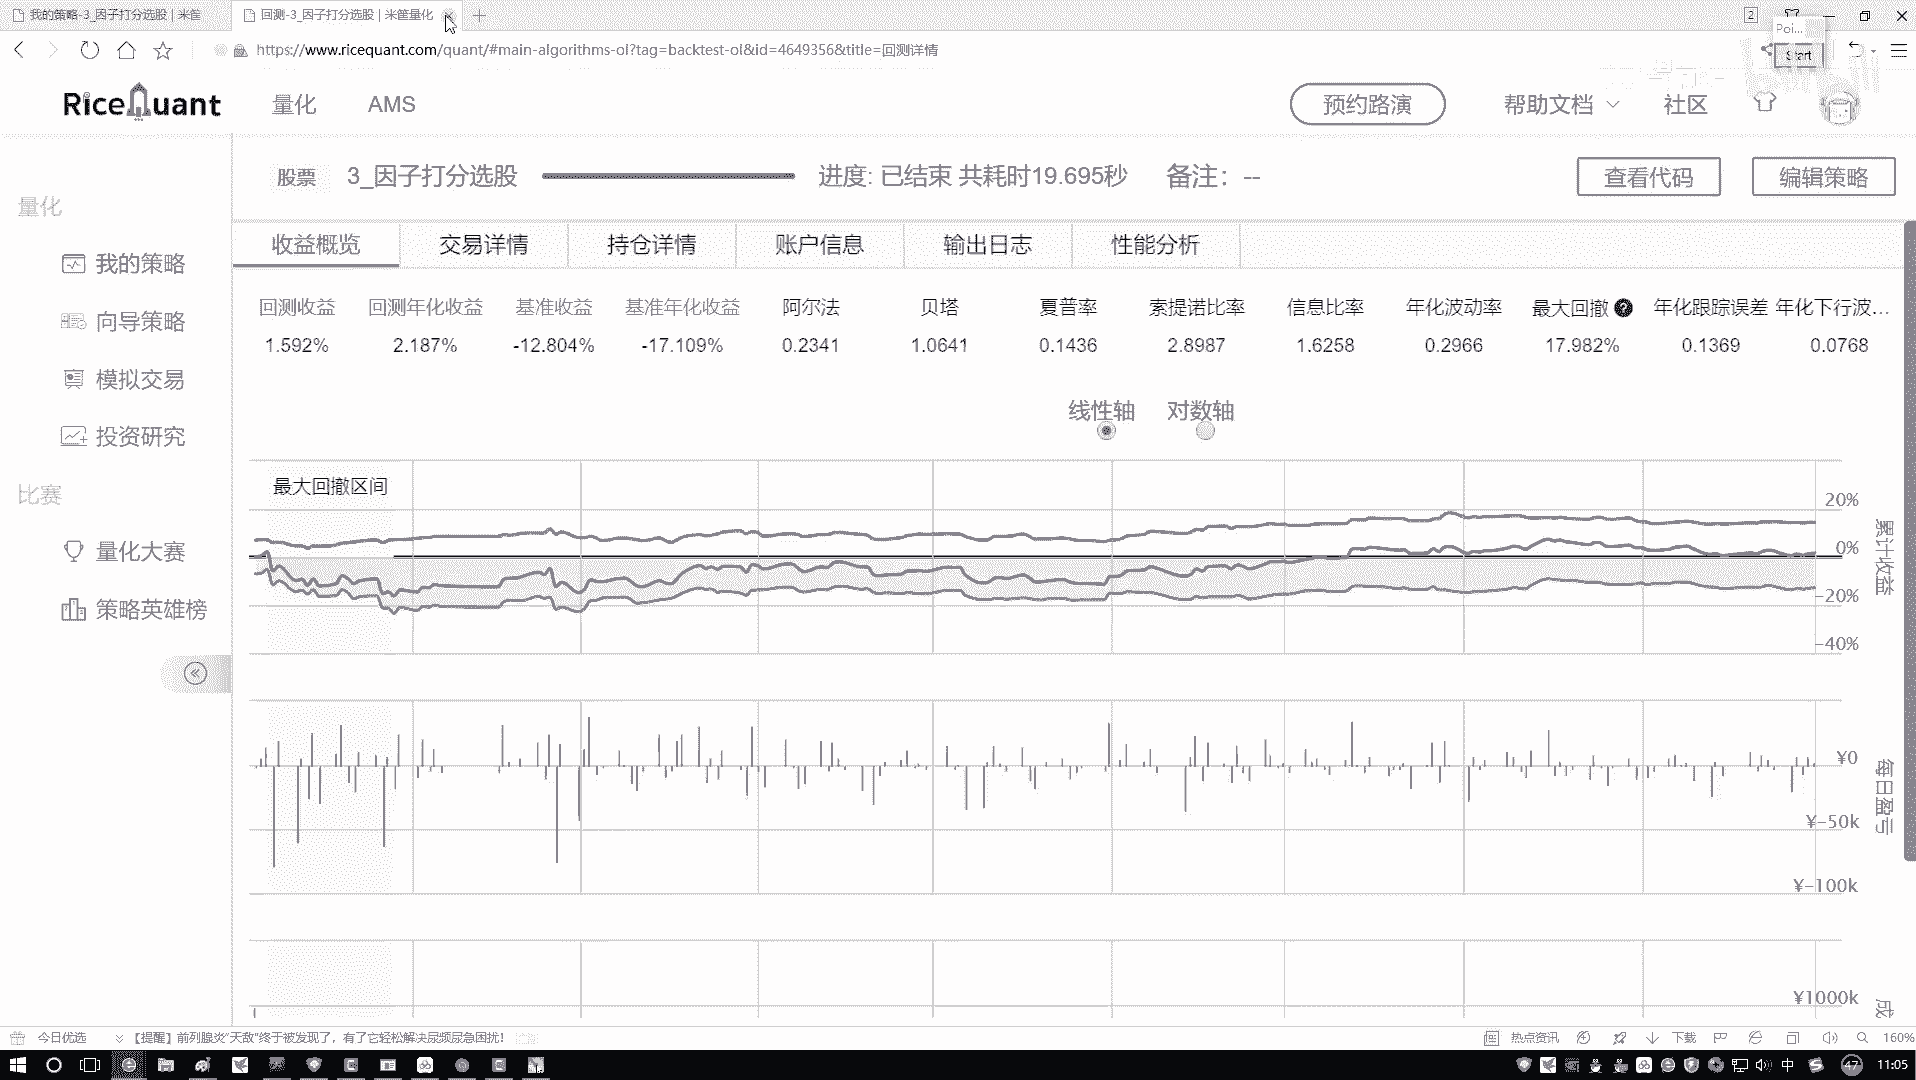 我的策略-3_因子打分选股 | 米筐
回测-3_因子打分选股 | 米筐量化
2
https://www.ricequant.com/quant/#main-algorithms-ol?tag=backtest-ol&id=4649356&title=回测详情
Poi...
Start
RiceQuant
量化
AMS
预约路演
帮助文档
社区
股票
3_因子打分选股
进度: 已结束 共耗时19.695秒
备注：--
查看代码
编辑策略
量化
我的策略
向导策略
模拟交易
投资研究
比赛
量化大赛
策略英雄榜
收益概览
交易详情
持仓详情
账户信息
输出日志
性能分析
回测收益 回测年化收益 基准收益 基准年化收益 阿尔法 贝塔 夏普率 索提诺比率 信息比率 年化波动率 最大回撤 年化跟踪误差 年化下行波...
1.592% 2.187% -12.804% -17.109% 0.2341 1.0641 0.1436 2.8987 1.6258 0.2966 17.982% 0.1369 0.0768
线性轴 对数轴
最大回撤区间
20%
0%
-20%
-40%
累计收益
¥0
¥-50k
¥-100k
每日盈亏
¥1000k
成
今日优选
【提醒】前列腺炎“天敌”终于被发现了，有了它轻松解决尿频尿急困扰！
热点资讯
下载
160%
中
47
11:05